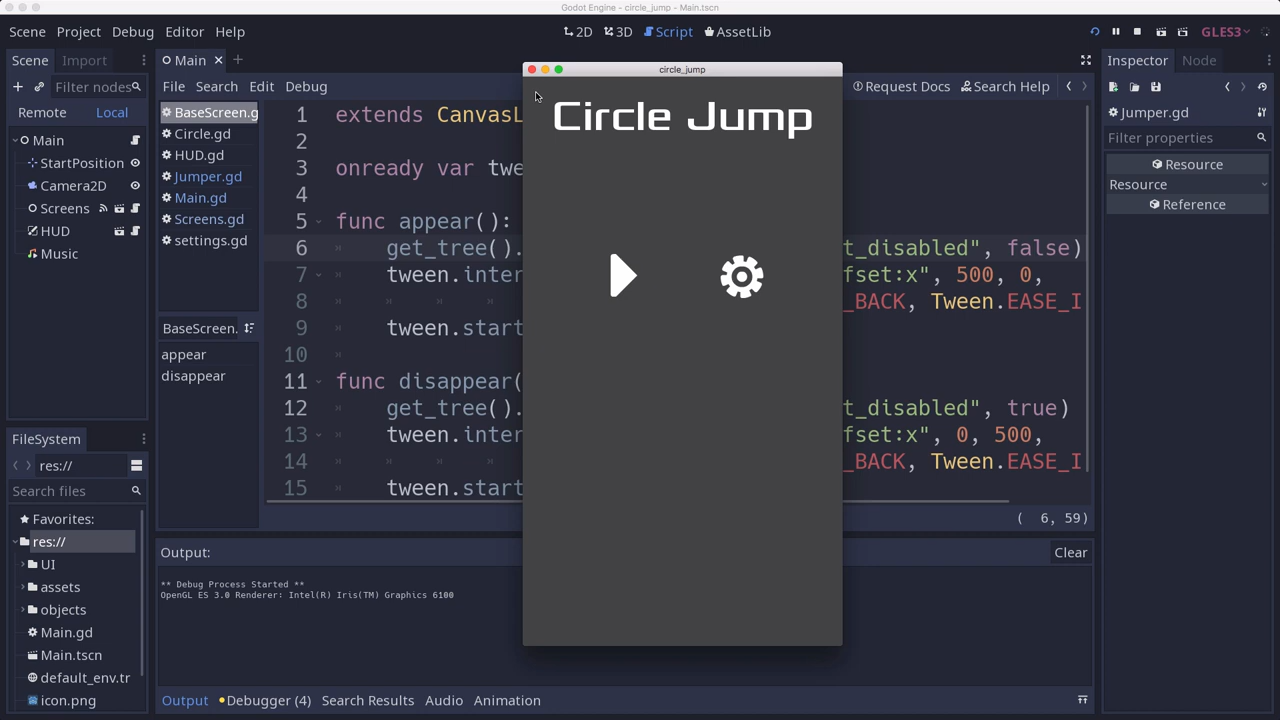 Godot Engine - circle_jump - Main.tscn
Scene Project Debug Editor Help
2D 3D Script AssetLib
GLES3
Scene Import
Filter nodes
Remote Local
Main
StartPosition
Camera2D
Screens
HUD
Music
FileSystem
res://
Search files
Favorites:
res://
UI
assets
objects
Main.gd
Main.tscn
default_env.tr
icon.png
Main
File Search Edit Debug
Request Docs Search Help
BaseScreen.g
Circle.gd
HUD.gd
Jumper.gd
Main.gd
Screens.gd
settings.gd
BaseScreen.
appear
disappear
1 extends CanvasL
2
3 onready var twe
4
5 func appear():
6 get_tree(). t_disabled", false)
7 tween.inter fset:x", 500, 0,
8 _BACK, Tween.EASE_I
9 tween.start
10
11 func disappear(
12 get_tree(). t_disabled", true)
13 tween.inter fset:x", 0, 500,
14 _BACK, Tween.EASE_I
15 tween.start
( 6, 59)
circle_jump
Circle Jump
Output:
Clear
** Debug Process Started **
OpenGL ES 3.0 Renderer: Intel(R) Iris(TM) Graphics 6100
Output Debugger (4) Search Results Audio Animation
Inspector Node
Jumper.gd
Filter properties
Resource
Resource
Reference